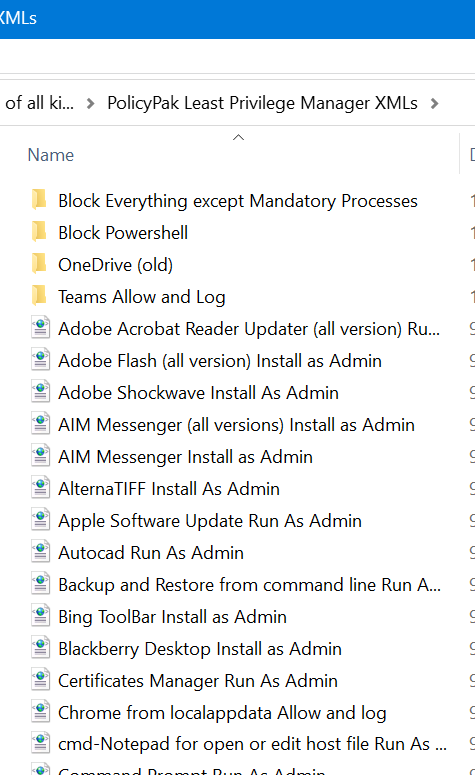 XMLs
of all ki... > PolicyPak Least Privilege Manager XMLs >
Name
Block Everything except Mandatory Processes
Block Powershell
OneDrive (old)
Teams Allow and Log
Adobe Acrobat Reader Updater (all version) Ru...
Adobe Flash (all version) Install as Admin
Adobe Shockwave Install As Admin
AIM Messenger (all versions) Install as Admin
AIM Messenger Install as Admin
AlternaTIFF Install As Admin
Apple Software Update Run As Admin
Autocad Run As Admin
Backup and Restore from command line Run A...
Bing ToolBar Install as Admin
Blackberry Desktop Install as Admin
Certificates Manager Run As Admin
Chrome from localappdata Allow and log
cmd-Notepad for open or edit host file Run As ...
Command Prompt Run As Admin